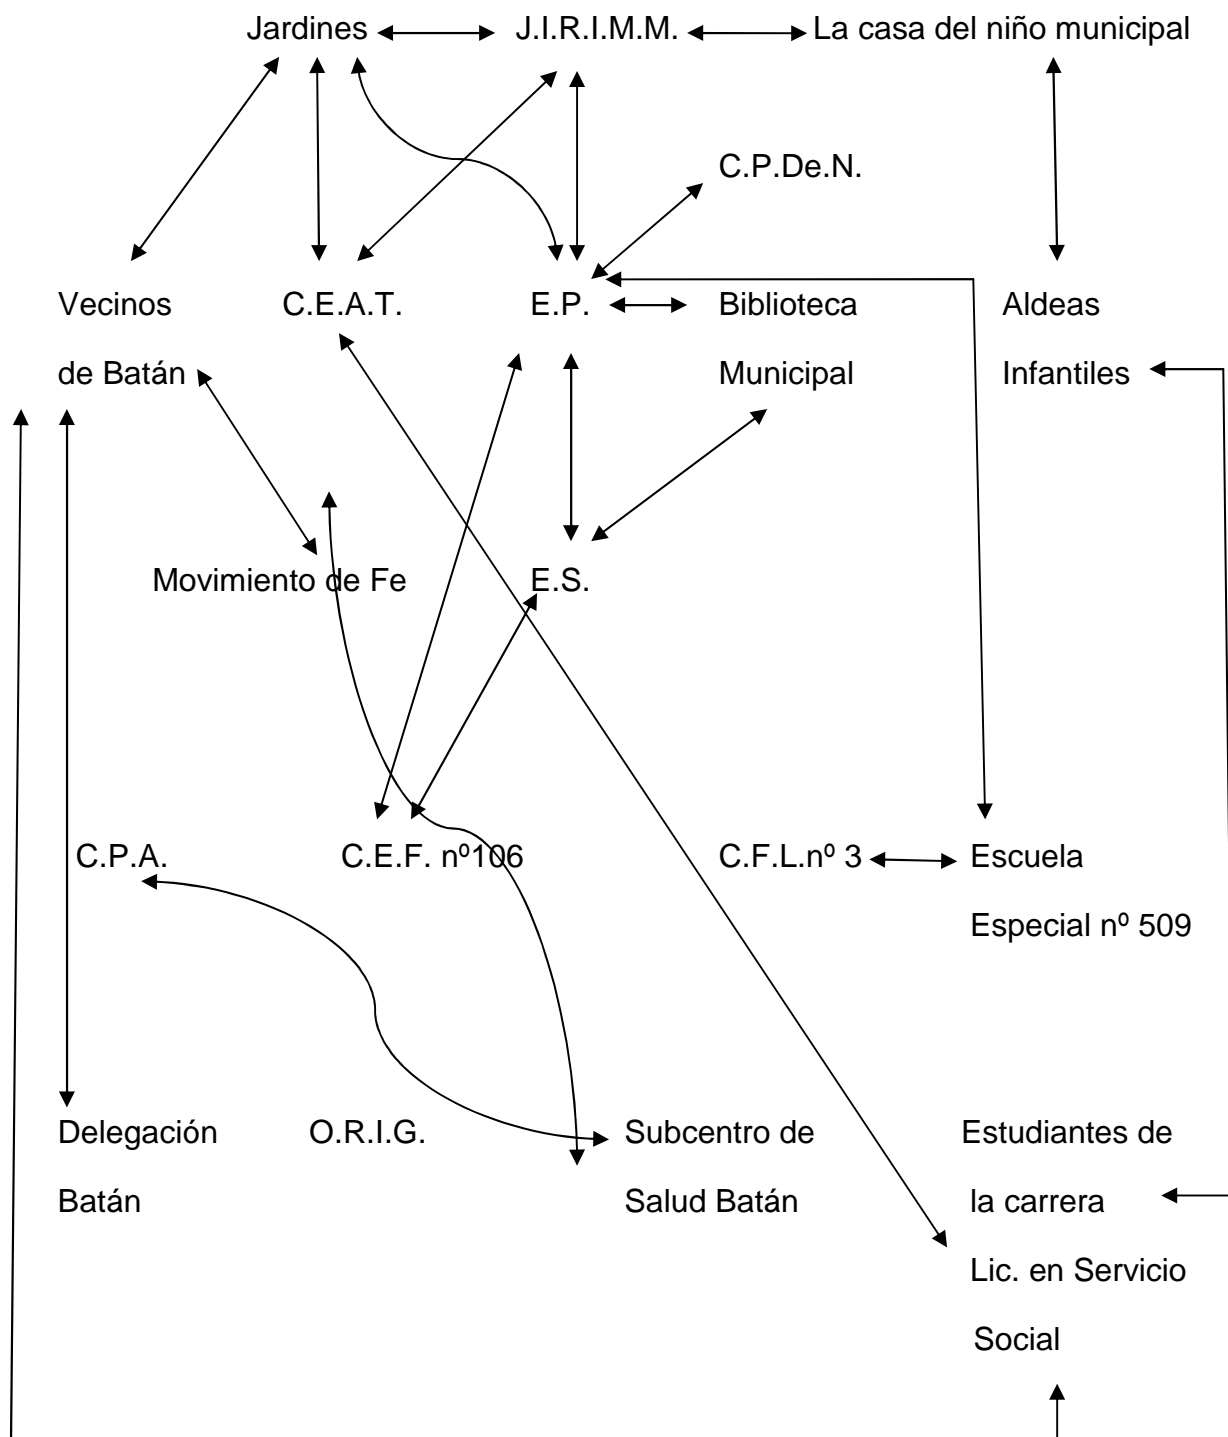 Jardines J.I.R.I.M.M. La casa del niño municipal
C.P.De.N.
Vecinos C.E.A.T. E.P. Biblioteca Aldeas
de Batán Municipal Infantiles
Movimiento de Fe E.S.
C.P.A. C.E.F. nº106 C.F.L.nº 3 Escuela
Especial nº 509
Delegación O.R.I.G. Subcentro de Estudiantes de
Batán Salud Batán la carrera
Lic. en Servicio
Social